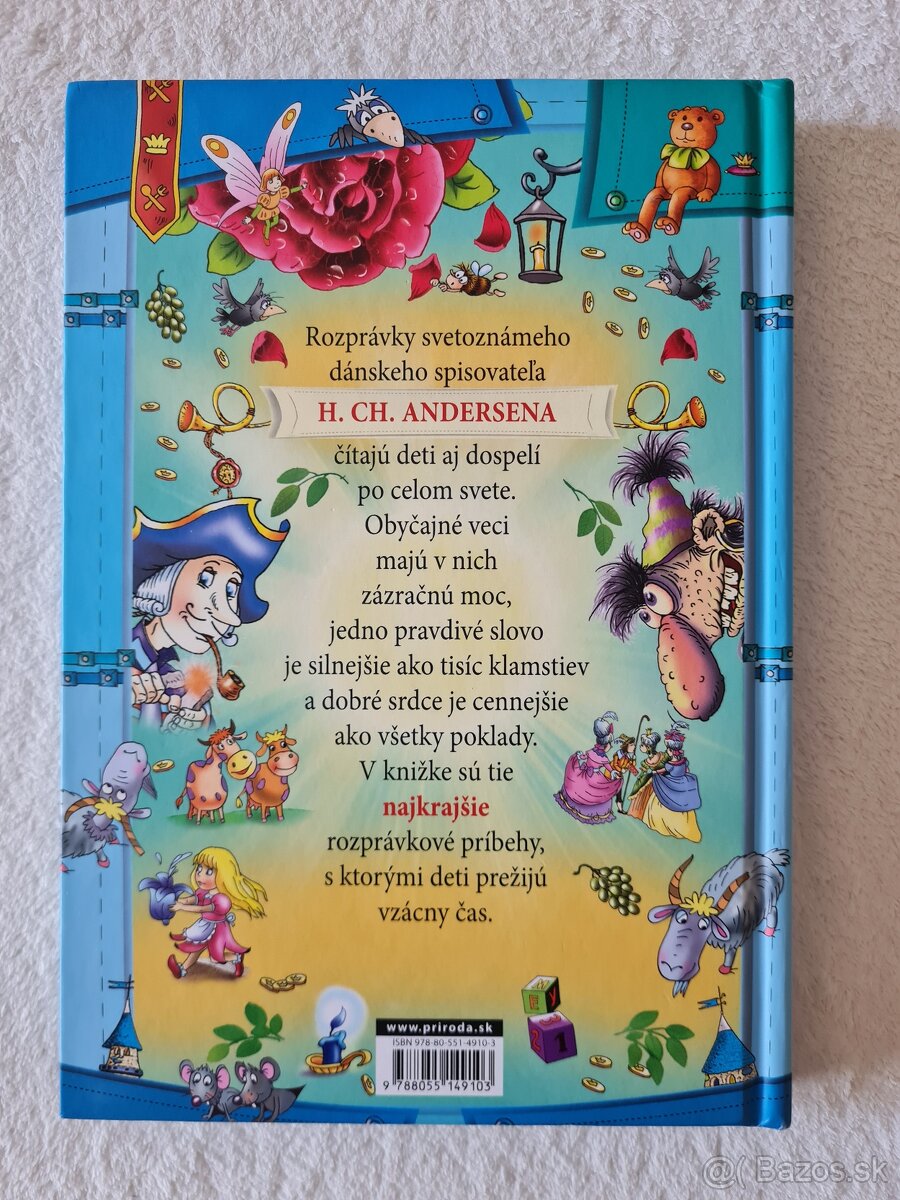 Rozprávky svetoznámeho
dánskeho spisovateľa
H. CH. ANDERSENA
čítajú deti aj dospelí
po celom svete.
Obyčajné veci
majú v nich
zázračnú moc,
jedno pravdivé slovo
je silnejšie ako tisíc klamstiev
a dobré srdce je cennejšie
ako všetky poklady.
V knižke sú tie
najkrajšie
rozprávkové príbehy,
s ktorými deti prežijú
vzácny čas.
E Y
2 1
www.priroda.sk
ISBN 978-80-551-4910-3
9 788055 149103
@( Bazos.sk